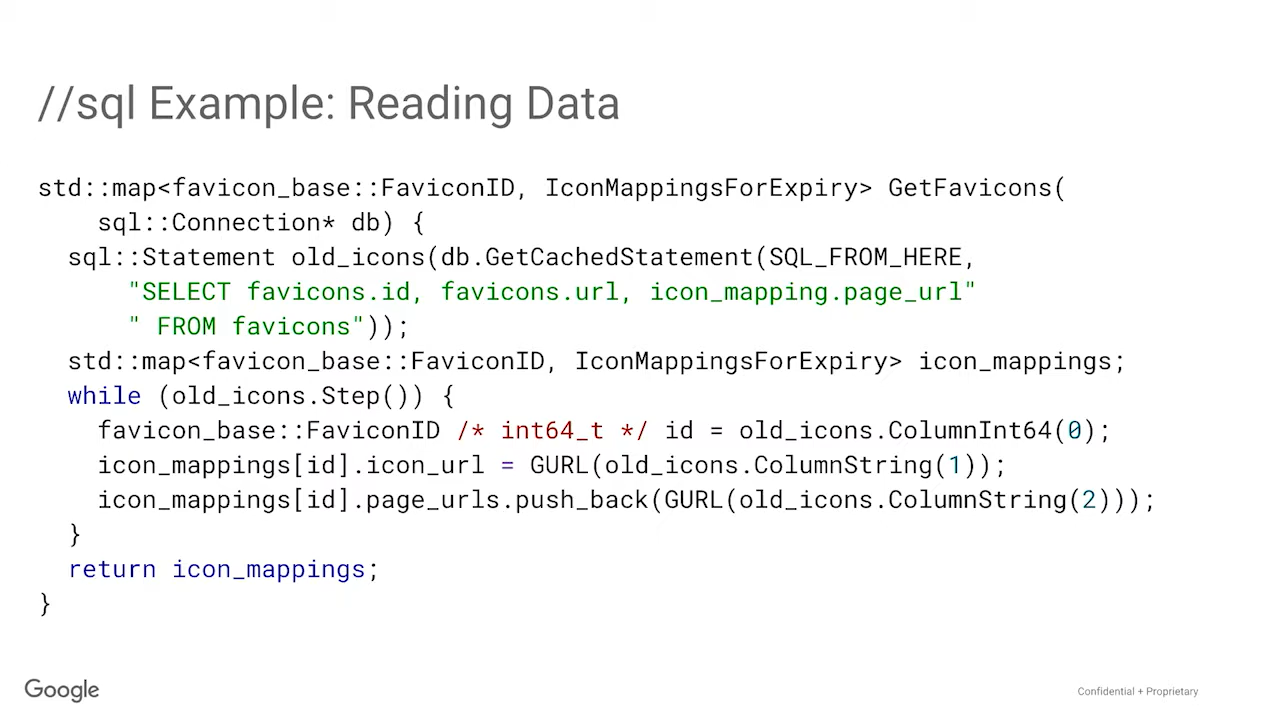 //sql Example: Reading Data
std::map<favicon_base::FaviconID, IconMappingsForExpiry> GetFavicons(
    sql::Connection* db) {
  sql::Statement old_icons(db.GetCachedStatement(SQL_FROM_HERE,
      "SELECT favicons.id, favicons.url, icon_mapping.page_url"
      " FROM favicons"));
  std::map<favicon_base::FaviconID, IconMappingsForExpiry> icon_mappings;
  while (old_icons.Step()) {
    favicon_base::FaviconID /* int64_t */ id = old_icons.ColumnInt64(0);
    icon_mappings[id].icon_url = GURL(old_icons.ColumnString(1));
    icon_mappings[id].page_urls.push_back(GURL(old_icons.ColumnString(2)));
  }
  return icon_mappings;
}
Google
Confidential + Proprietary